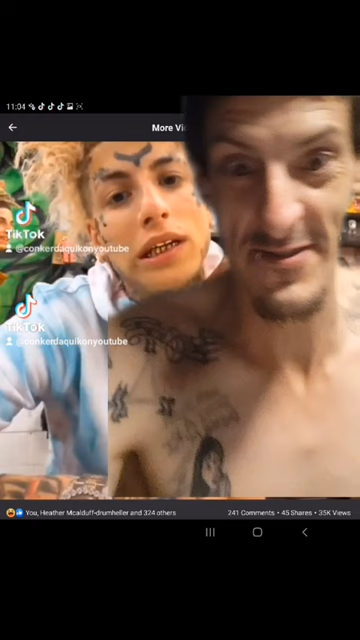 11:04
More Vi
TikTok
@conkerdaquikonyoutube
TikTok
@conkerdaquikonyoutube
You, Heather Mcalduff-drumheller and 324 others
241 Comments • 45 Shares • 35K Views